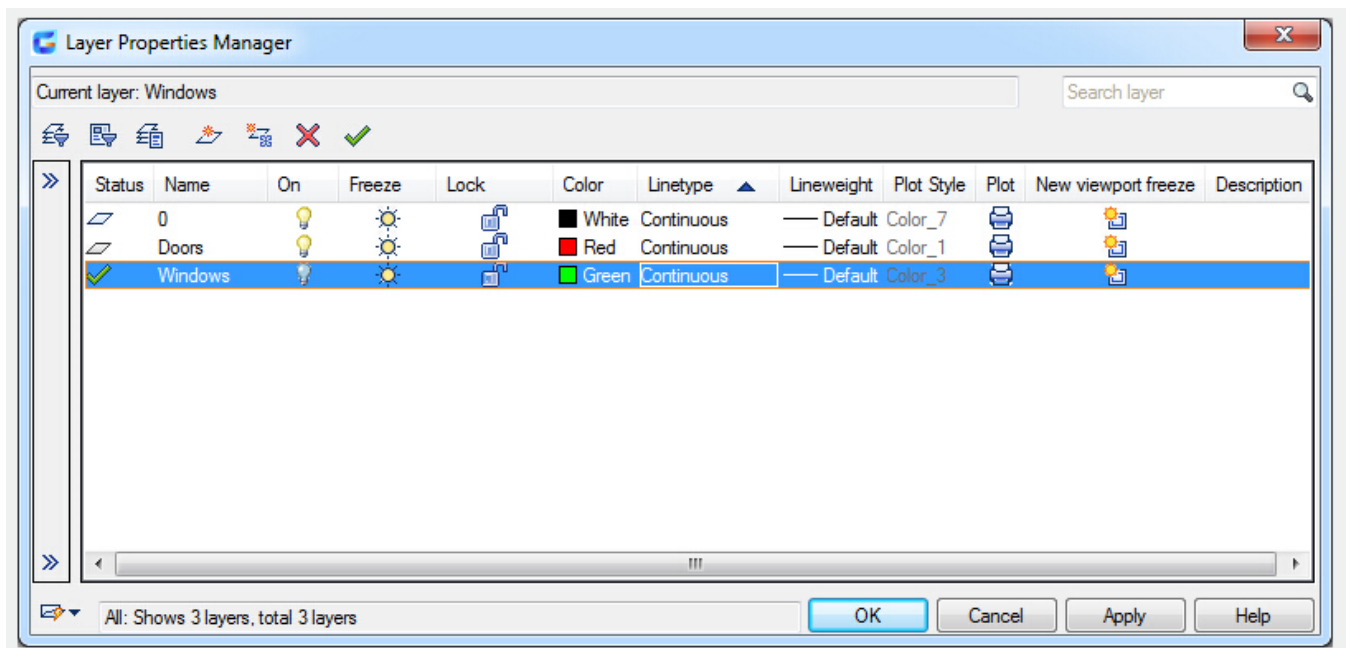 Layer Properties Manager
Current layer: Windows
Search layer
Status Name On Freeze Lock Color Linetype Lineweight Plot Style Plot New viewport freeze Description
0 White Continuous Default Color_7
Doors Red Continuous Default Color_1
Windows Green Continuous Default Color_3
All: Shows 3 layers, total 3 layers
OK Cancel Apply Help